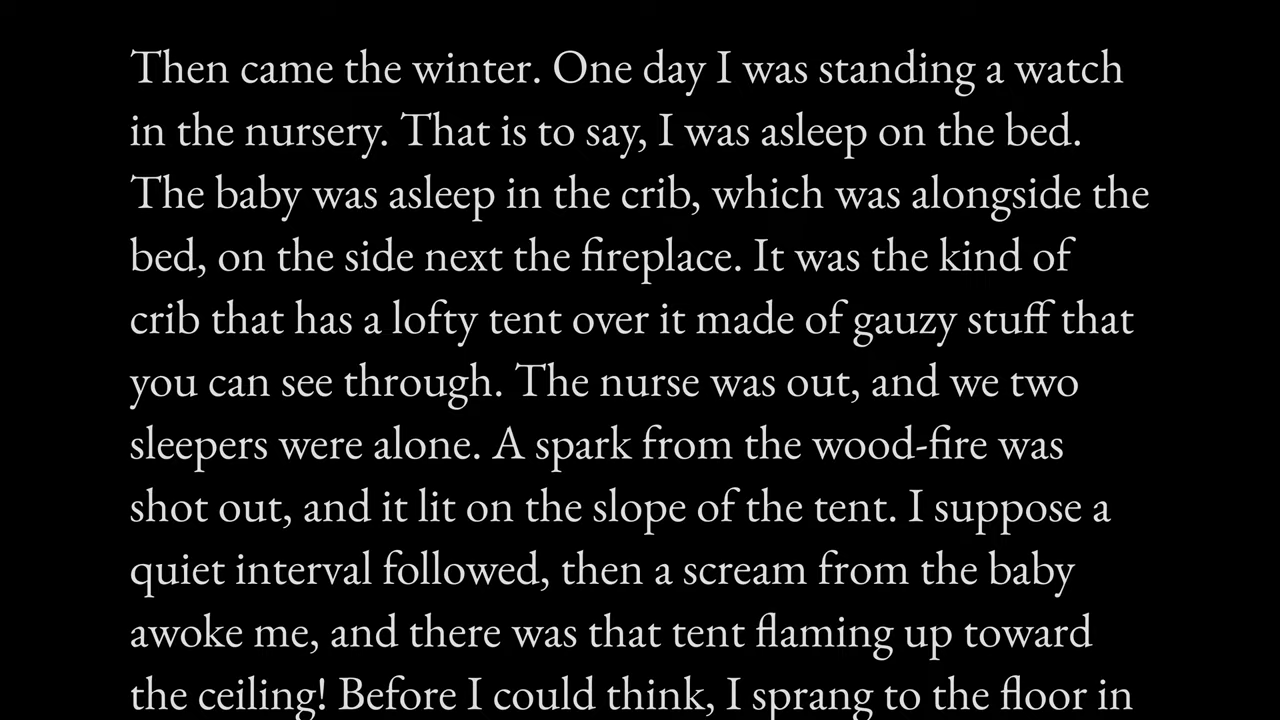 Then came the winter. One day I was standing a watch
in the nursery. That is to say, I was asleep on the bed.
The baby was asleep in the crib, which was alongside the
bed, on the side next the fireplace. It was the kind of
crib that has a lofty tent over it made of gauzy stuff that
you can see through. The nurse was out, and we two
sleepers were alone. A spark from the wood-fire was
shot out, and it lit on the slope of the tent. I suppose a
quiet interval followed, then a scream from the baby
awoke me, and there was that tent flaming up toward
the ceiling! Before I could think, I sprang to the floor in